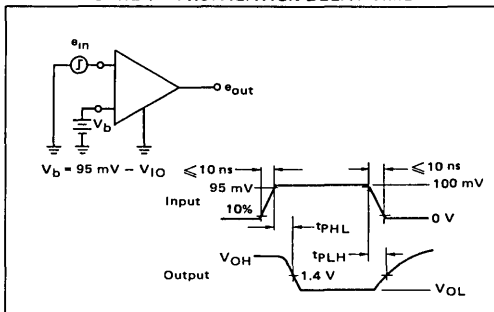 e_in
e_out
V_b
V_b = 95 mV − V_IO
≤ 10 ns
≤ 10 ns
95 mV
100 mV
Input
10%
0 V
t_PHL
t_PLH
V_OH
1.4 V
Output
V_OL